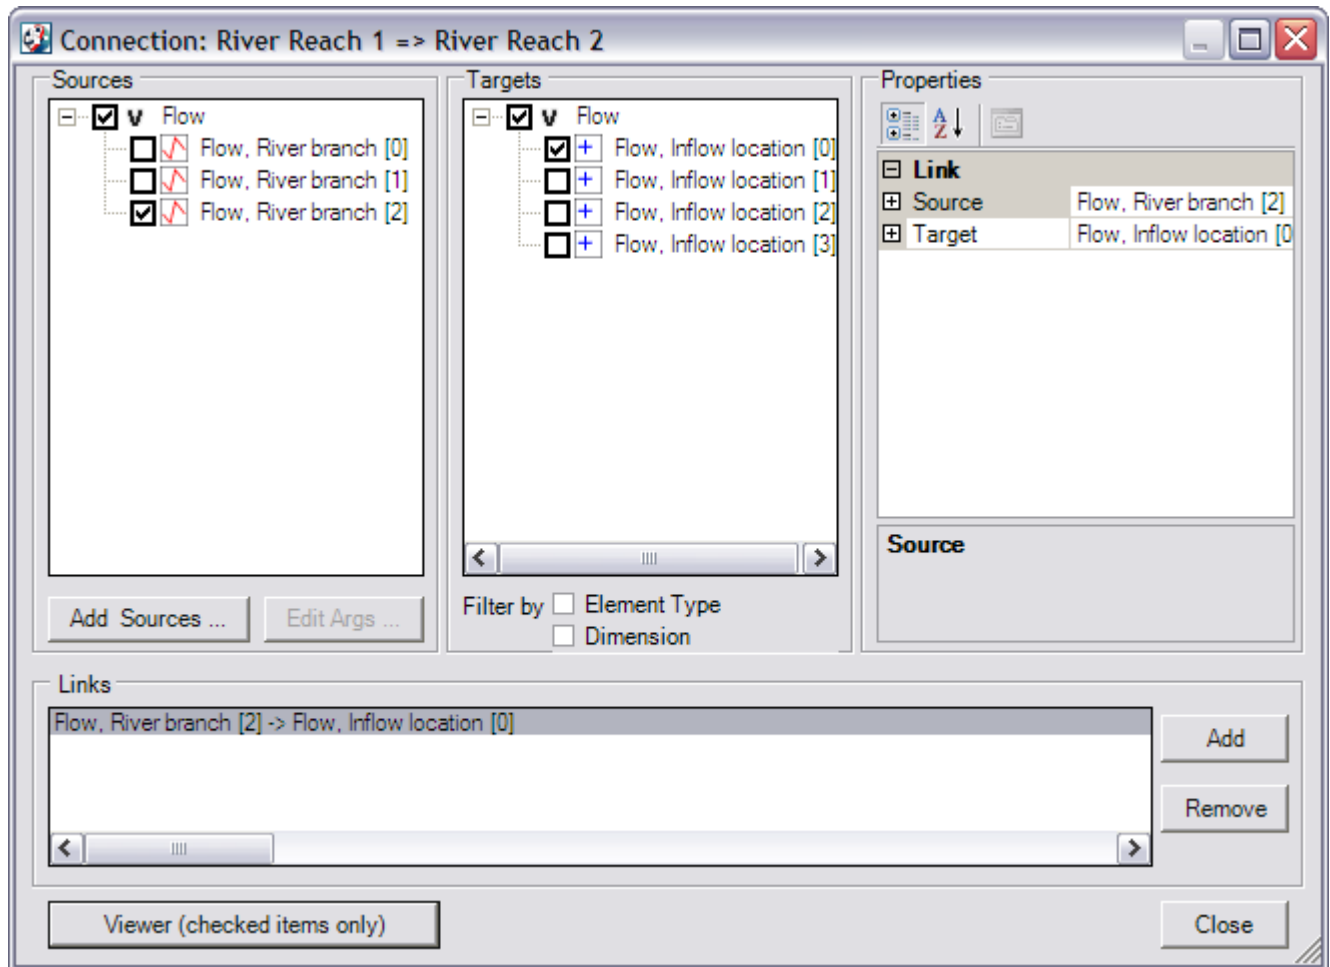 Connection: River Reach 1 => River Reach 2
Sources
v Flow
Flow, River branch [0]
Flow, River branch [1]
Flow, River branch [2]
Add Sources ...
Edit Args ...
Targets
v Flow
Flow, Inflow location [0]
Flow, Inflow location [1]
Flow, Inflow location [2]
Flow, Inflow location [3]
Filter by Element Type
Dimension
Properties
A
Z
Link
Source Flow, River branch [2]
Target Flow, Inflow location [0
Source
Links
Flow, River branch [2] -> Flow, Inflow location [0]
Add
Remove
Viewer (checked items only)
Close